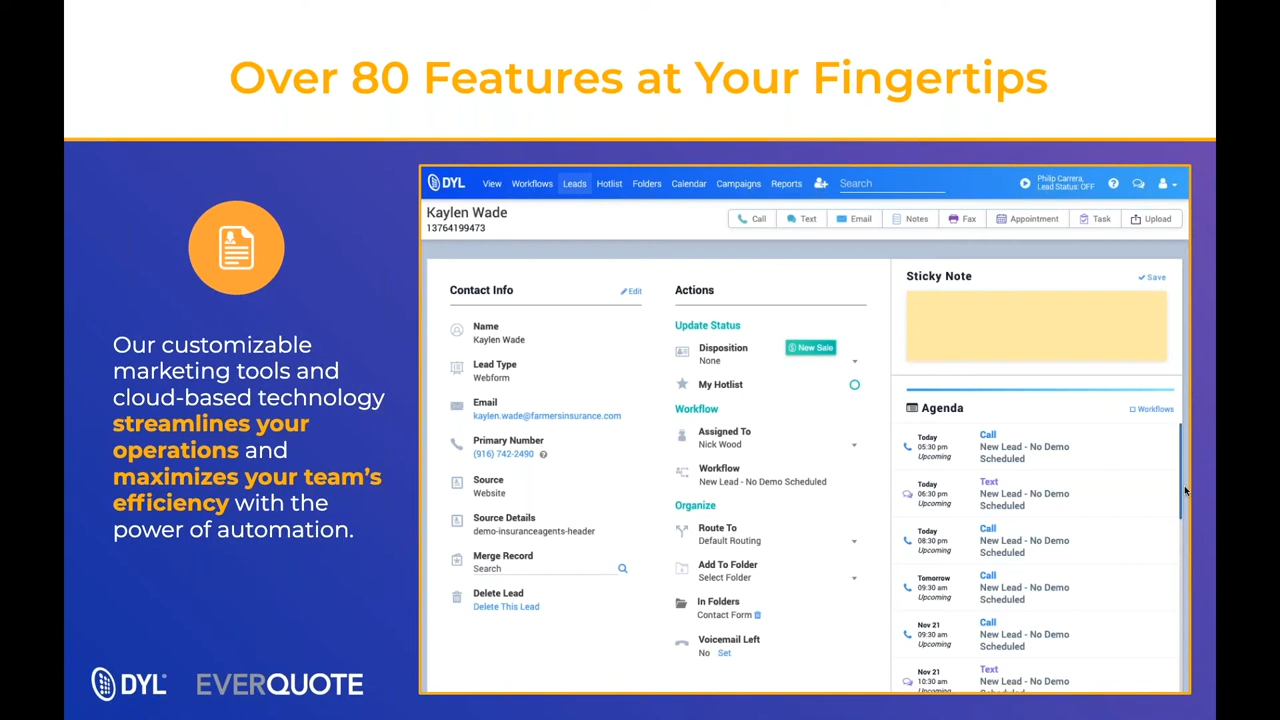 Over 80 Features at Your Fingertips
Our customizable
marketing tools and
cloud-based technology
streamlines your
operations and
maximizes your team's
efficiency with the
power of automation.
DYL EVERQUOTE
DYL View Workflows Leads Hotlist Folders Calendar Campaigns Reports Search
Philip Carrera,
Lead Status: OFF
Kaylen Wade
13764199473
Call Text Email Notes Fax Appointment Task Upload
Contact Info Edit
Name
Kaylen Wade
Lead Type
Webform
Email
kaylen.wade@farmersinsurance.com
Primary Number
(916) 742-2490
Source
Website
Source Details
demo-insuranceagents-header
Merge Record
Search
Delete Lead
Delete This Lead
Actions
Update Status
Disposition
None
New Sale
My Hotlist
Workflow
Assigned To
Nick Wood
Workflow
New Lead - No Demo Scheduled
Organize
Route To
Default Routing
Add To Folder
Select Folder
In Folders
Contact Form
Voicemail Left
No Set
Sticky Note Save
Agenda Workflows
Today
05:30 pm
Upcoming
Call
New Lead - No Demo
Scheduled
Today
06:30 pm
Upcoming
Text
New Lead - No Demo
Scheduled
Today
08:30 pm
Upcoming
Call
New Lead - No Demo
Scheduled
Tomorrow
09:30 am
Upcoming
Call
New Lead - No Demo
Scheduled
Nov 21
09:30 am
Upcoming
Call
New Lead - No Demo
Scheduled
Nov 21
10:30 am
Upcoming
Text
New Lead - No Demo
Scheduled